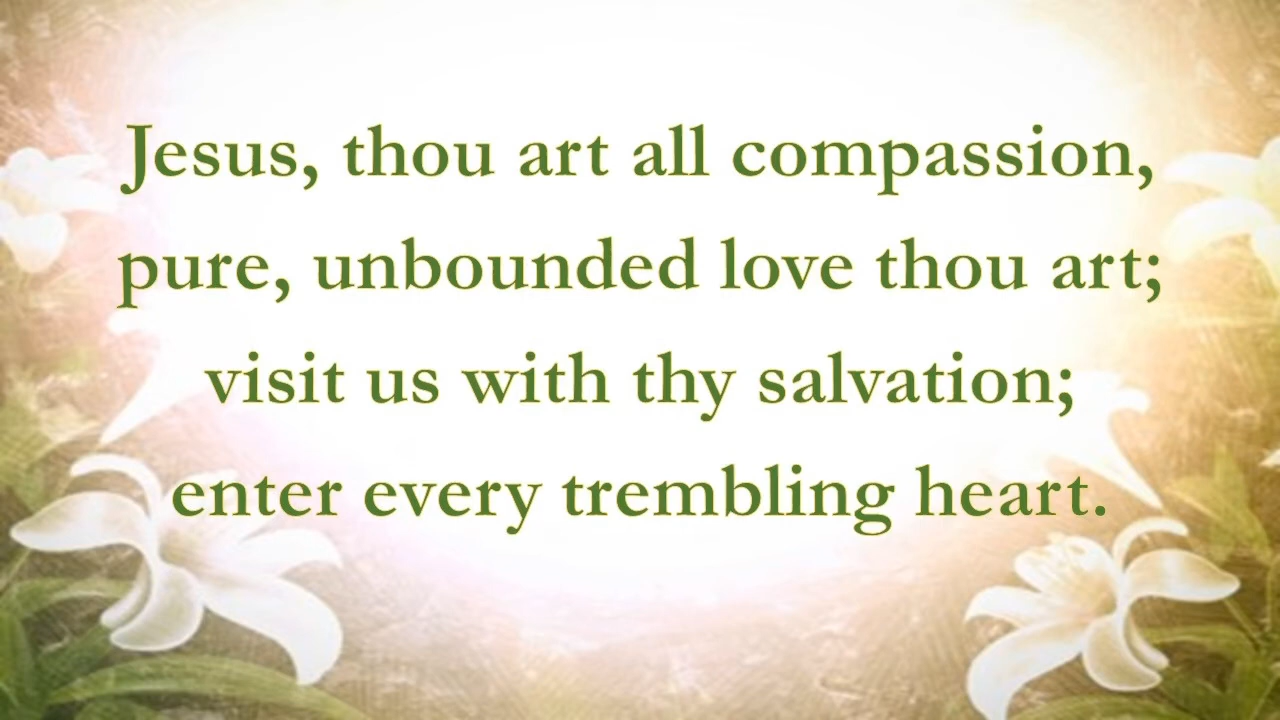 Jesus, thou art all compassion,
pure, unbounded love thou art;
visit us with thy salvation;
enter every trembling heart.